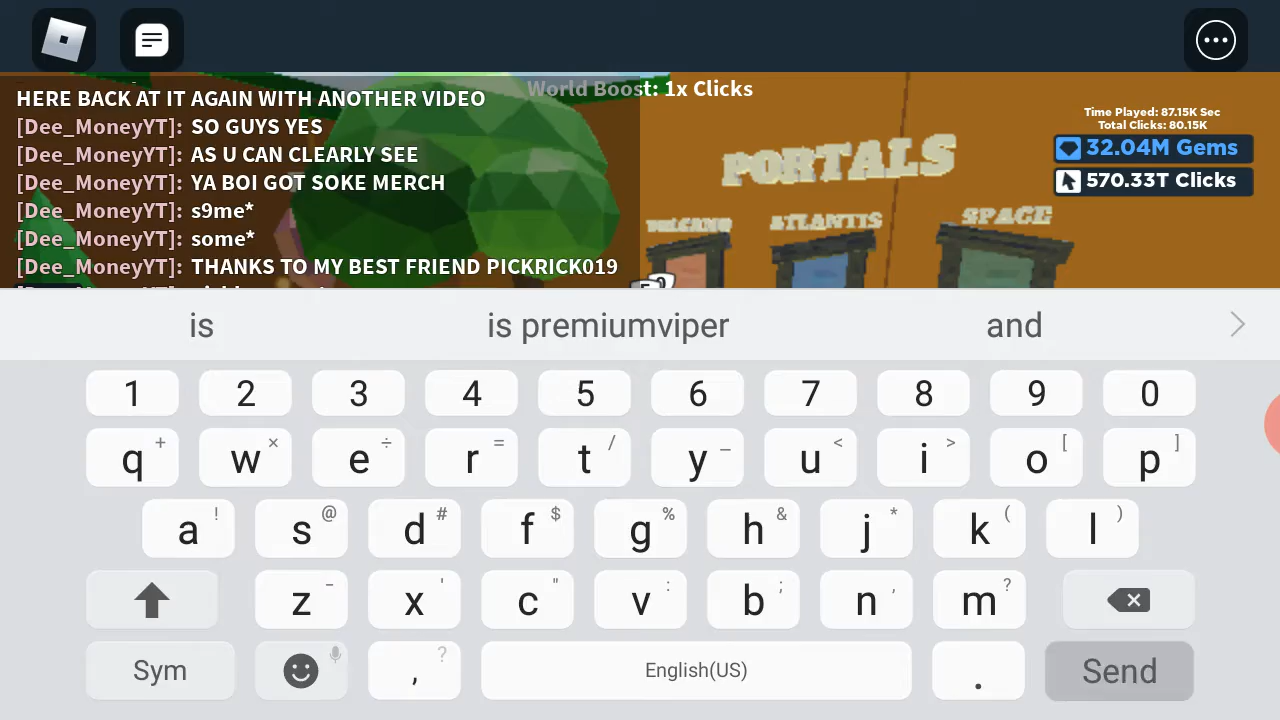 World Boost: 1x Clicks
HERE BACK AT IT AGAIN WITH ANOTHER VIDEO
[Dee_MoneyYT]: SO GUYS YES
[Dee_MoneyYT]: AS U CAN CLEARLY SEE
[Dee_MoneyYT]: YA BOI GOT SOKE MERCH
[Dee_MoneyYT]: s9me*
[Dee_MoneyYT]: some*
[Dee_MoneyYT]: THANKS TO MY BEST FRIEND PICKRICK019
Time Played: 87.15K Sec
Total Clicks: 80.15K
32.04M Gems
570.33T Clicks
PORTALS
VOLCANO ATLANTIS SPACE
is is premiumviper and >
1 2 3 4 5 6 7 8 9 0
q + w × e ÷ r = t / y _ u < i > o [ p ]
a ! s @ d # f $ g % h & j * k ( l )
z - x ' c " v : b ; n , m ?
Sym , ? English(US) . Send